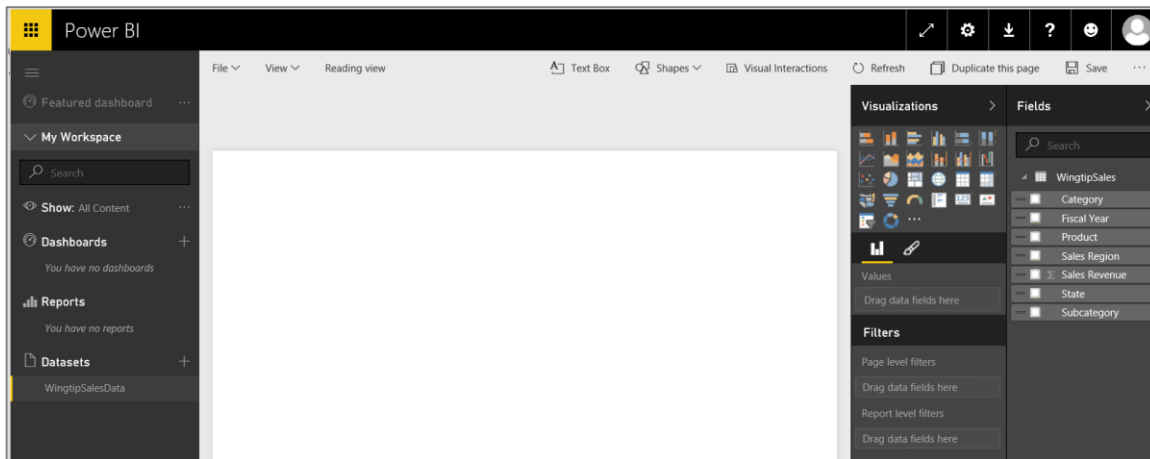 Power BI
?
File View Reading view Text Box Shapes Visual Interactions Refresh Duplicate this page Save ...
Featured dashboard ...
My Workspace
Search
Show: All Content ...
Dashboards +
You have no dashboards
Reports
You have no reports
Datasets +
WingtipSalesData
Visualizations
...
Values
Drag data fields here
Filters
Page level filters
Drag data fields here
Report level filters
Drag data fields here
Fields
Search
WingtipSales
Category
Fiscal Year
Product
Sales Region
Σ Sales Revenue
State
Subcategory